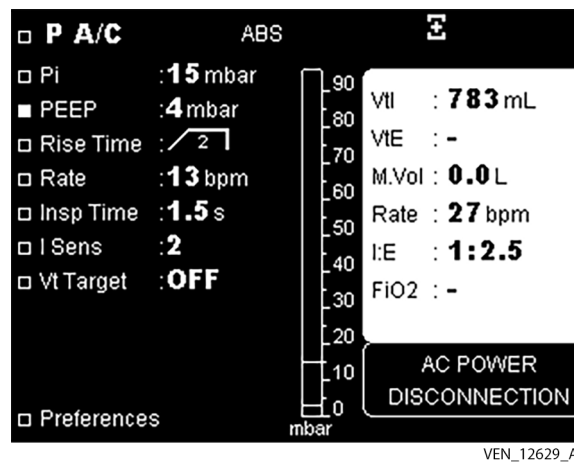 P A/C ABS
Pi :15 mbar
PEEP :4 mbar
Rise Time : 2
Rate :13 bpm
Insp Time :1.5 s
I Sens :2
Vt Target :OFF
Preferences
90
80
70
60
50
40
30
20
10
0
mbar
VtI : 783 mL
VtE : -
M.Vol : 0.0 L
Rate : 27 bpm
I:E : 1:2.5
FiO2 : -
AC POWER
DISCONNECTION
VEN_12629_A